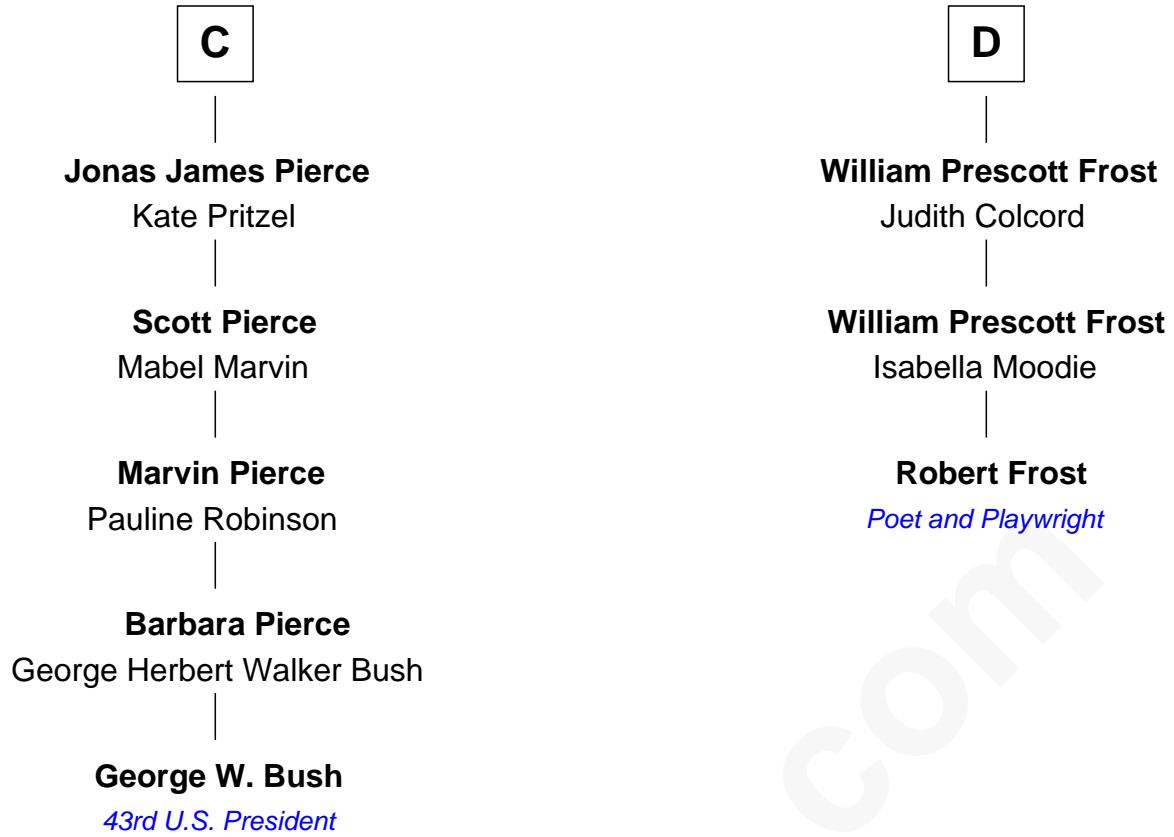 C
Jonas James Pierce
Kate Pritzel
Scott Pierce
Mabel Marvin
Marvin Pierce
Pauline Robinson
Barbara Pierce
George Herbert Walker Bush
George W. Bush
43rd U.S. President
D
William Prescott Frost
Judith Colcord
William Prescott Frost
Isabella Moodie
Robert Frost
Poet and Playwright
com